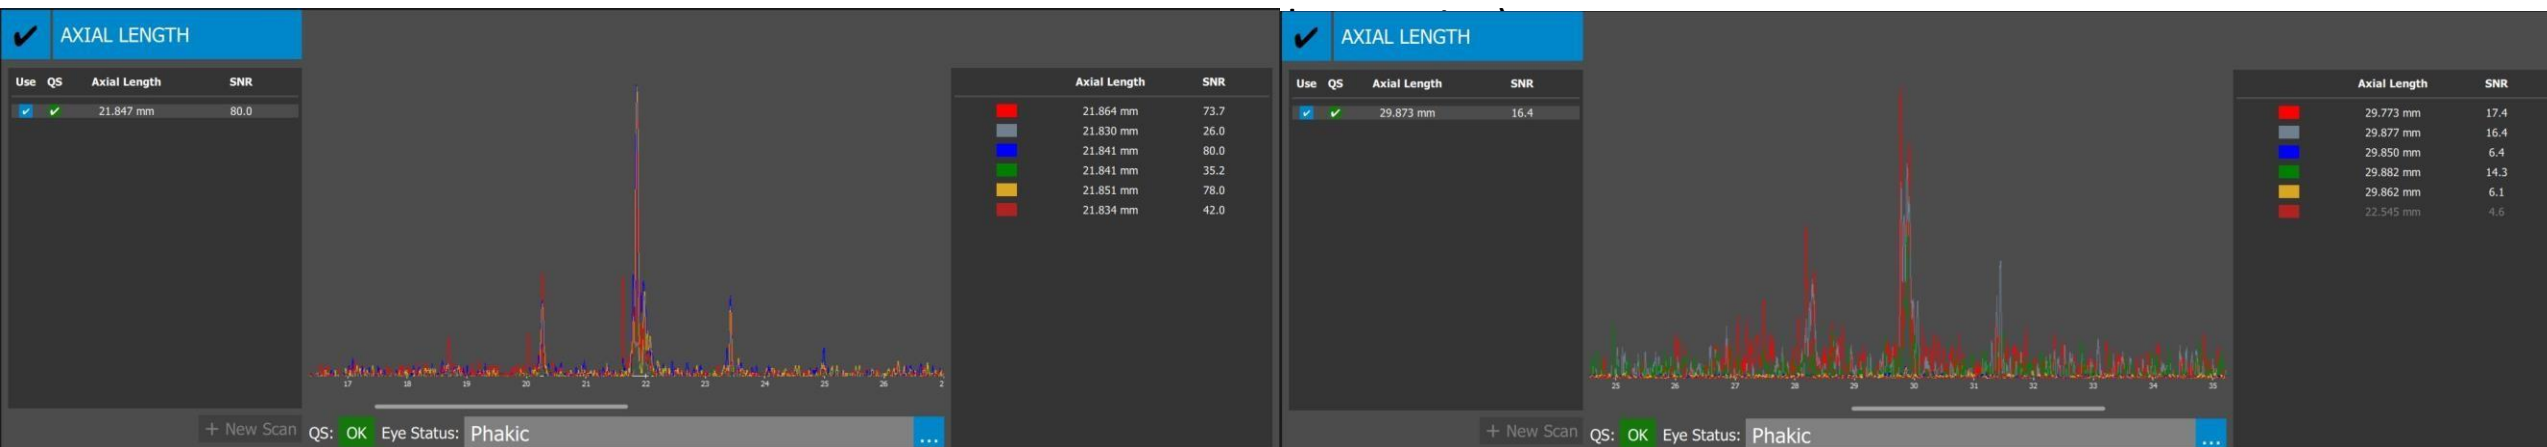 AXIAL LENGTH
Use QS Axial Length SNR
21.847 mm 80.0
17 18 19 20 21 22 23 24 25 26 2
+ New Scan
QS: OK Eye Status: Phakic ...
Axial Length SNR
21.864 mm 73.7
21.830 mm 26.0
21.841 mm 80.0
21.841 mm 35.2
21.851 mm 78.0
21.834 mm 42.0
AXIAL LENGTH
Use QS Axial Length SNR
29.873 mm 16.4
25 26 27 28 29 30 31 32 33 34 35
+ New Scan
QS: OK Eye Status: Phakic ...
Axial Length SNR
29.773 mm 17.4
29.877 mm 16.4
29.850 mm 6.4
29.882 mm 14.3
29.862 mm 6.1
22.545 mm 4.6